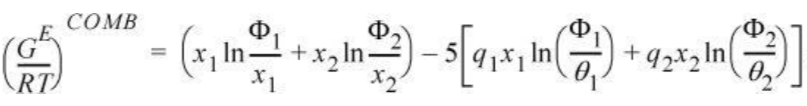 (G^E/RT)^COMB = (x₁ ln Φ₁/x₁ + x₂ ln Φ₂/x₂) − 5[q₁x₁ ln(Φ₁/θ₁) + q₂x₂ ln(Φ₂/θ₂)]